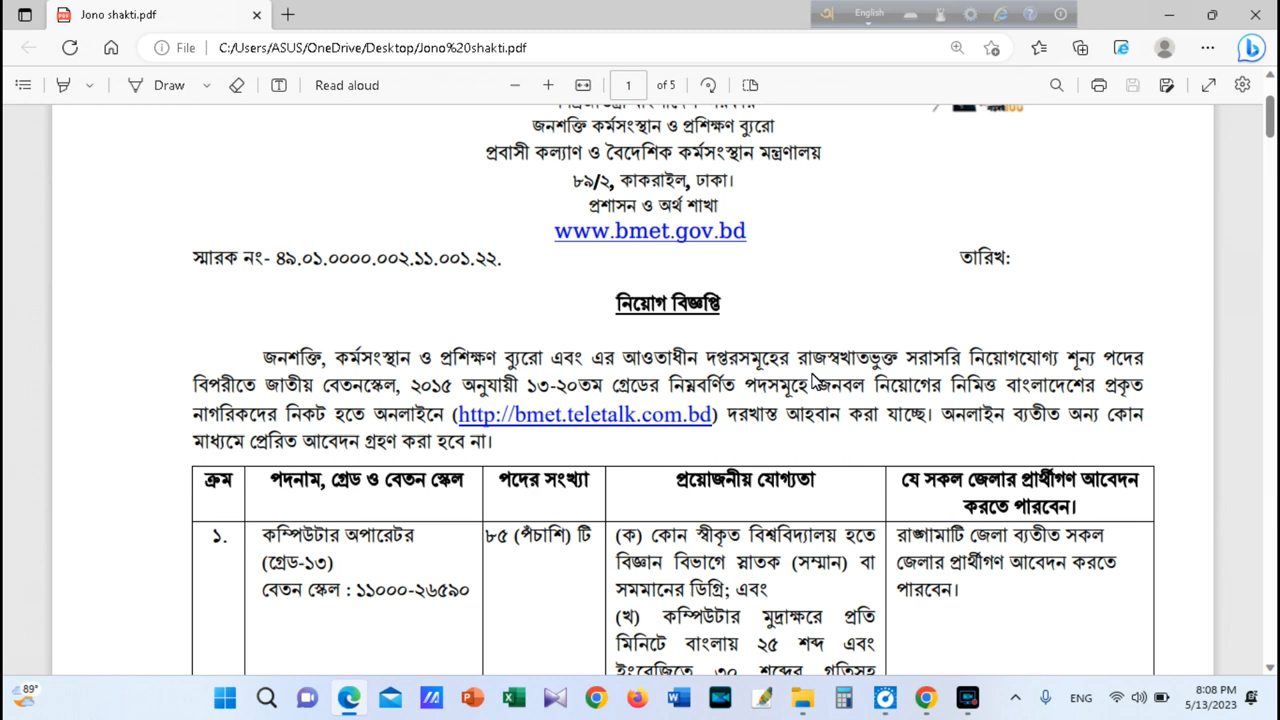 Jono shakti.pdf
English
File C:/Users/ASUS/OneDrive/Desktop/Jono%20shakti.pdf
Draw
Read aloud
1 of 5
জনশক্তি কর্মসংস্থান ও প্রশিক্ষণ ব্যুরো
প্রবাসী কল্যাণ ও বৈদেশিক কর্মসংস্থান মন্ত্রণালয়
৮৯/২, কাকরাইল, ঢাকা।
প্রশাসন ও অর্থ শাখা
www.bmet.gov.bd
স্মারক নং- ৪৯.০১.০০০০.০০২.১১.০০১.২২. তারিখ:
নিয়োগ বিজ্ঞপ্তি
জনশক্তি, কর্মসংস্থান ও প্রশিক্ষণ ব্যুরো এবং এর আওতাধীন দপ্তরসমূহের রাজস্বখাতভুক্ত সরাসরি নিয়োগযোগ্য শূন্য পদের
বিপরীতে জাতীয় বেতনস্কেল, ২০১৫ অনুযায়ী ১৩-২০তম গ্রেডের নিম্নবর্ণিত পদসমূহে জনবল নিয়োগের নিমিত্ত বাংলাদেশের প্রকৃত
নাগরিকদের নিকট হতে অনলাইনে (http://bmet.teletalk.com.bd) দরখাস্ত আহবান করা যাচ্ছে। অনলাইন ব্যতীত অন্য কোন
মাধ্যমে প্রেরিত আবেদন গ্রহণ করা হবে না।
ক্রম
পদনাম, গ্রেড ও বেতন স্কেল
পদের সংখ্যা
প্রয়োজনীয় যোগ্যতা
যে সকল জেলার প্রার্থীগণ আবেদন
করতে পারবেন।
১.
কম্পিউটার অপারেটর
(গ্রেড-১৩)
বেতন স্কেল : ১১০০০-২৬৫৯০
৮৫ (পঁচাশি) টি
(ক) কোন স্বীকৃত বিশ্ববিদ্যালয় হতে
বিজ্ঞান বিভাগে স্নাতক (সম্মান) বা
সমমানের ডিগ্রি; এবং
(খ) কম্পিউটার মুদ্রাক্ষরে প্রতি
মিনিটে বাংলায় ২৫ শব্দ এবং
ইংরেজিতে ৩০ শব্দের গতিসহ
রাঙ্গামাটি জেলা ব্যতীত সকল
জেলার প্রার্থীগণ আবেদন করতে
পারবেন।
89°
ENG
8:08 PM
5/13/2023